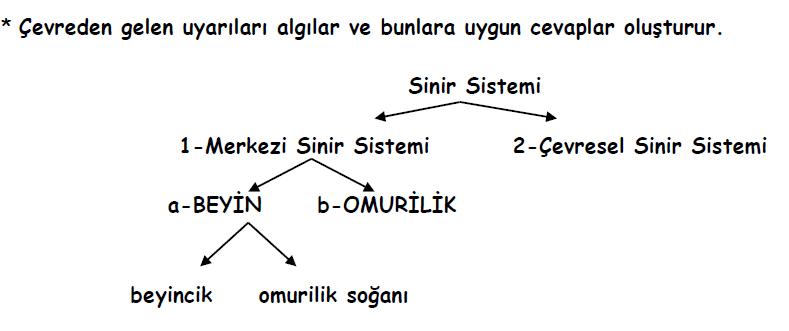 * Çevreden gelen uyarıları algılar ve bunlara uygun cevaplar oluşturur.
Sinir Sistemi
1-Merkezi Sinir Sistemi 2-Çevresel Sinir Sistemi
a-BEYİN b-OMURİLİK
beyincik omurilik soğanı